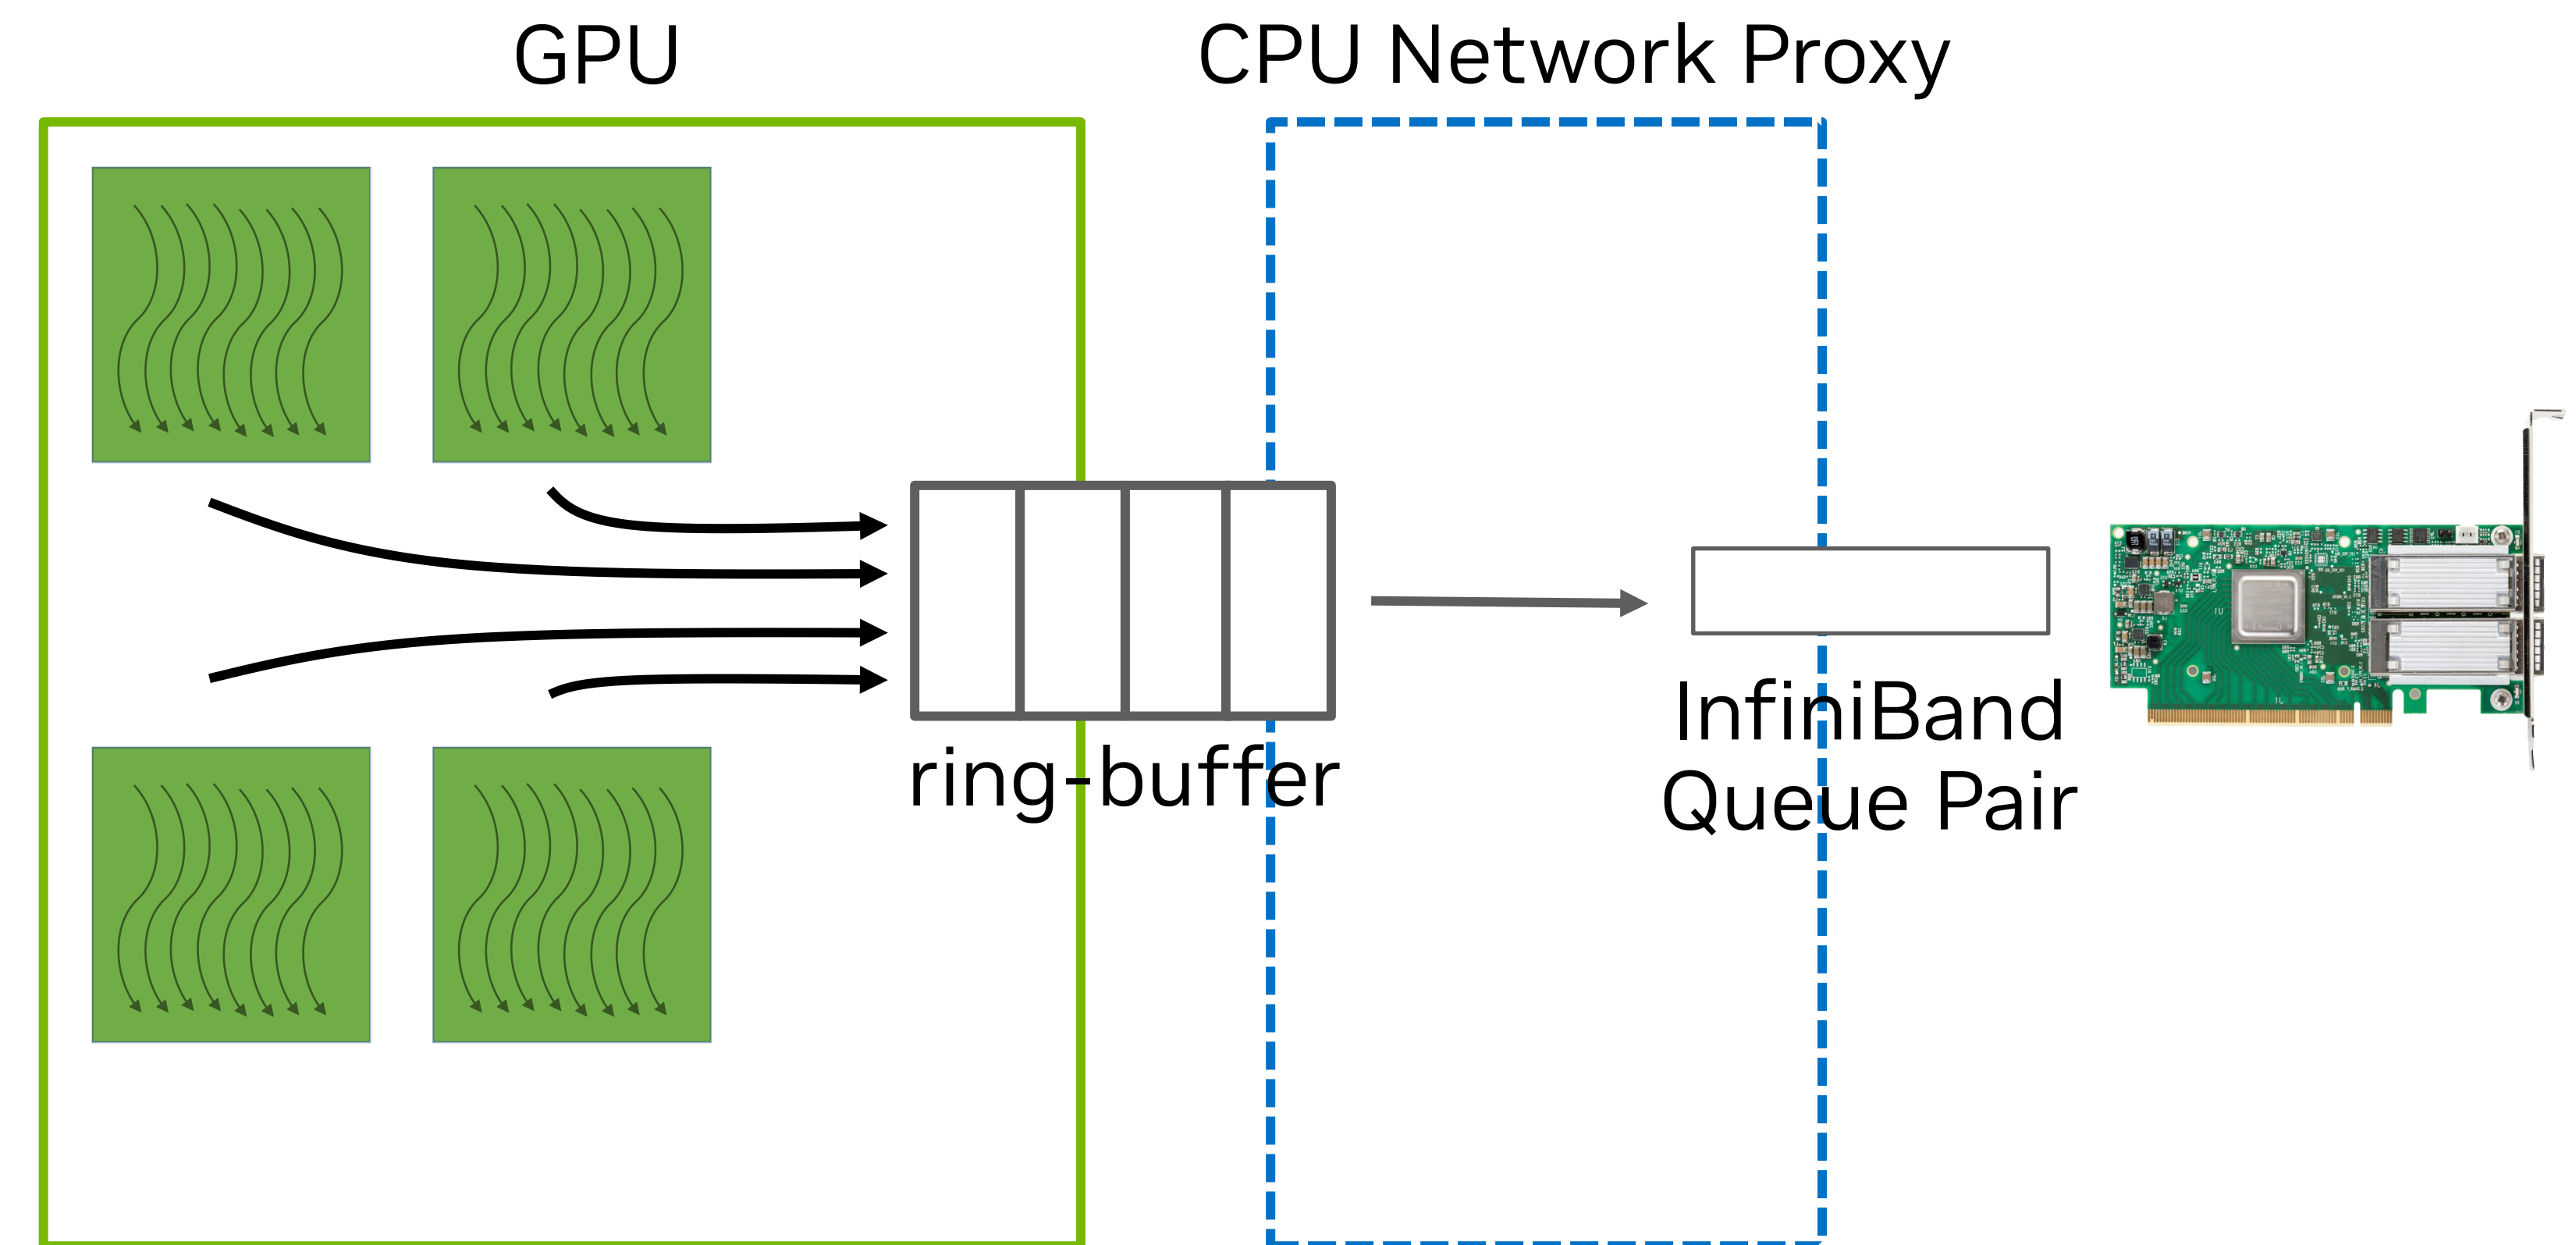 GPU
CPU Network Proxy
ring-buffer
InfiniBand
Queue Pair